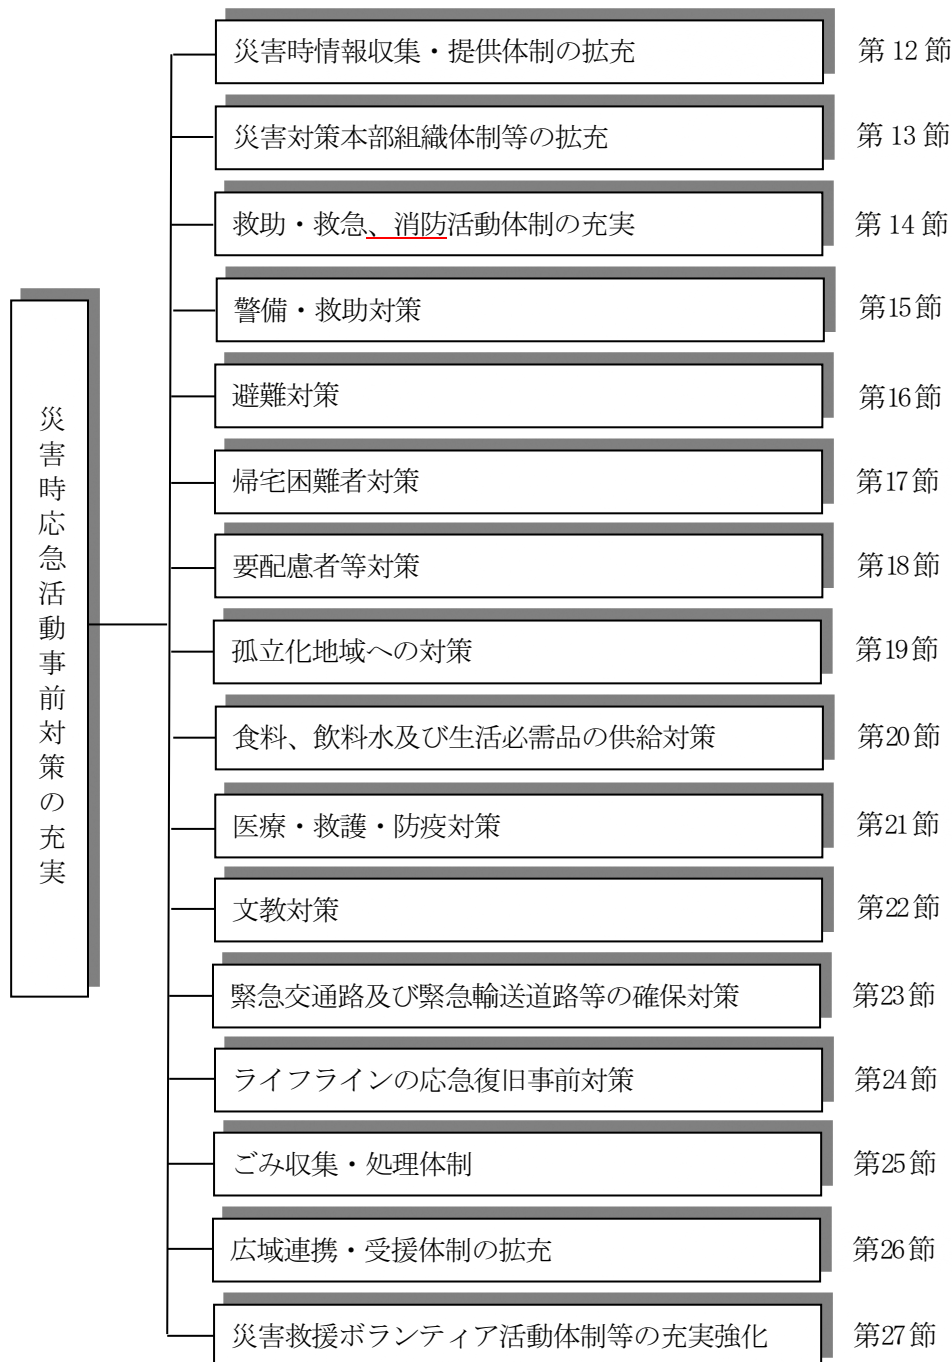 災害時情報収集・提供体制の拡充 第12節
災害対策本部組織体制等の拡充 第13節
救助・救急、消防活動体制の充実 第14節
警備・救助対策 第15節
避難対策 第16節
帰宅困難者対策 第17節
要配慮者等対策 第18節
孤立化地域への対策 第19節
食料、飲料水及び生活必需品の供給対策 第20節
医療・救護・防疫対策 第21節
文教対策 第22節
緊急交通路及び緊急輸送道路等の確保対策 第23節
ライフラインの応急復旧事前対策 第24節
ごみ収集・処理体制 第25節
広域連携・受援体制の拡充 第26節
災害救援ボランティア活動体制等の充実強化 第27節
災害時応急活動事前対策の充実